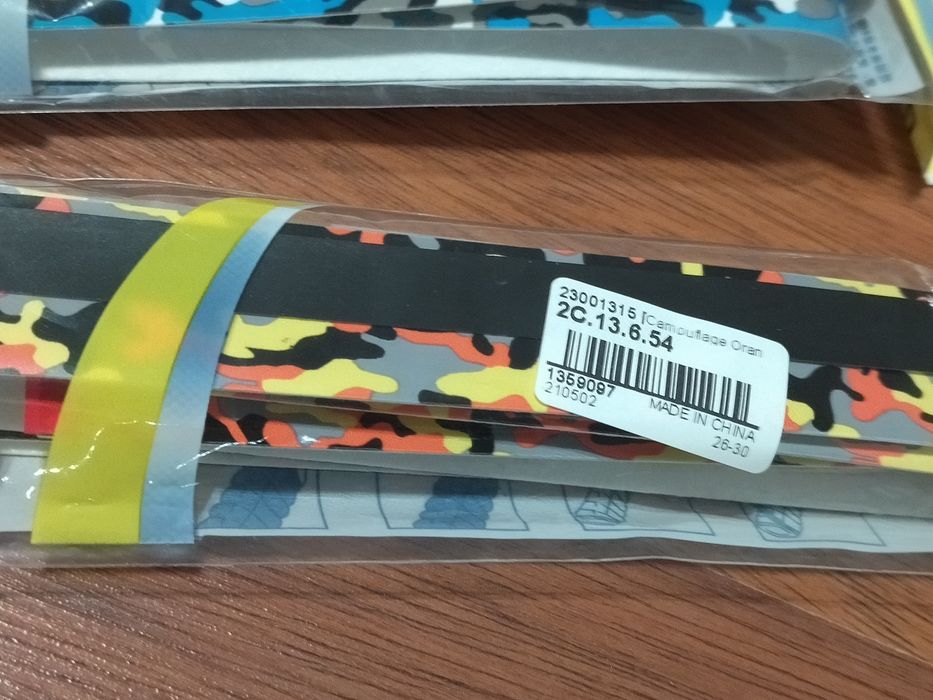 23001315 [Camouflage Oran
2C.13.6.54
1359097
210502
MADE IN CHINA
26-30